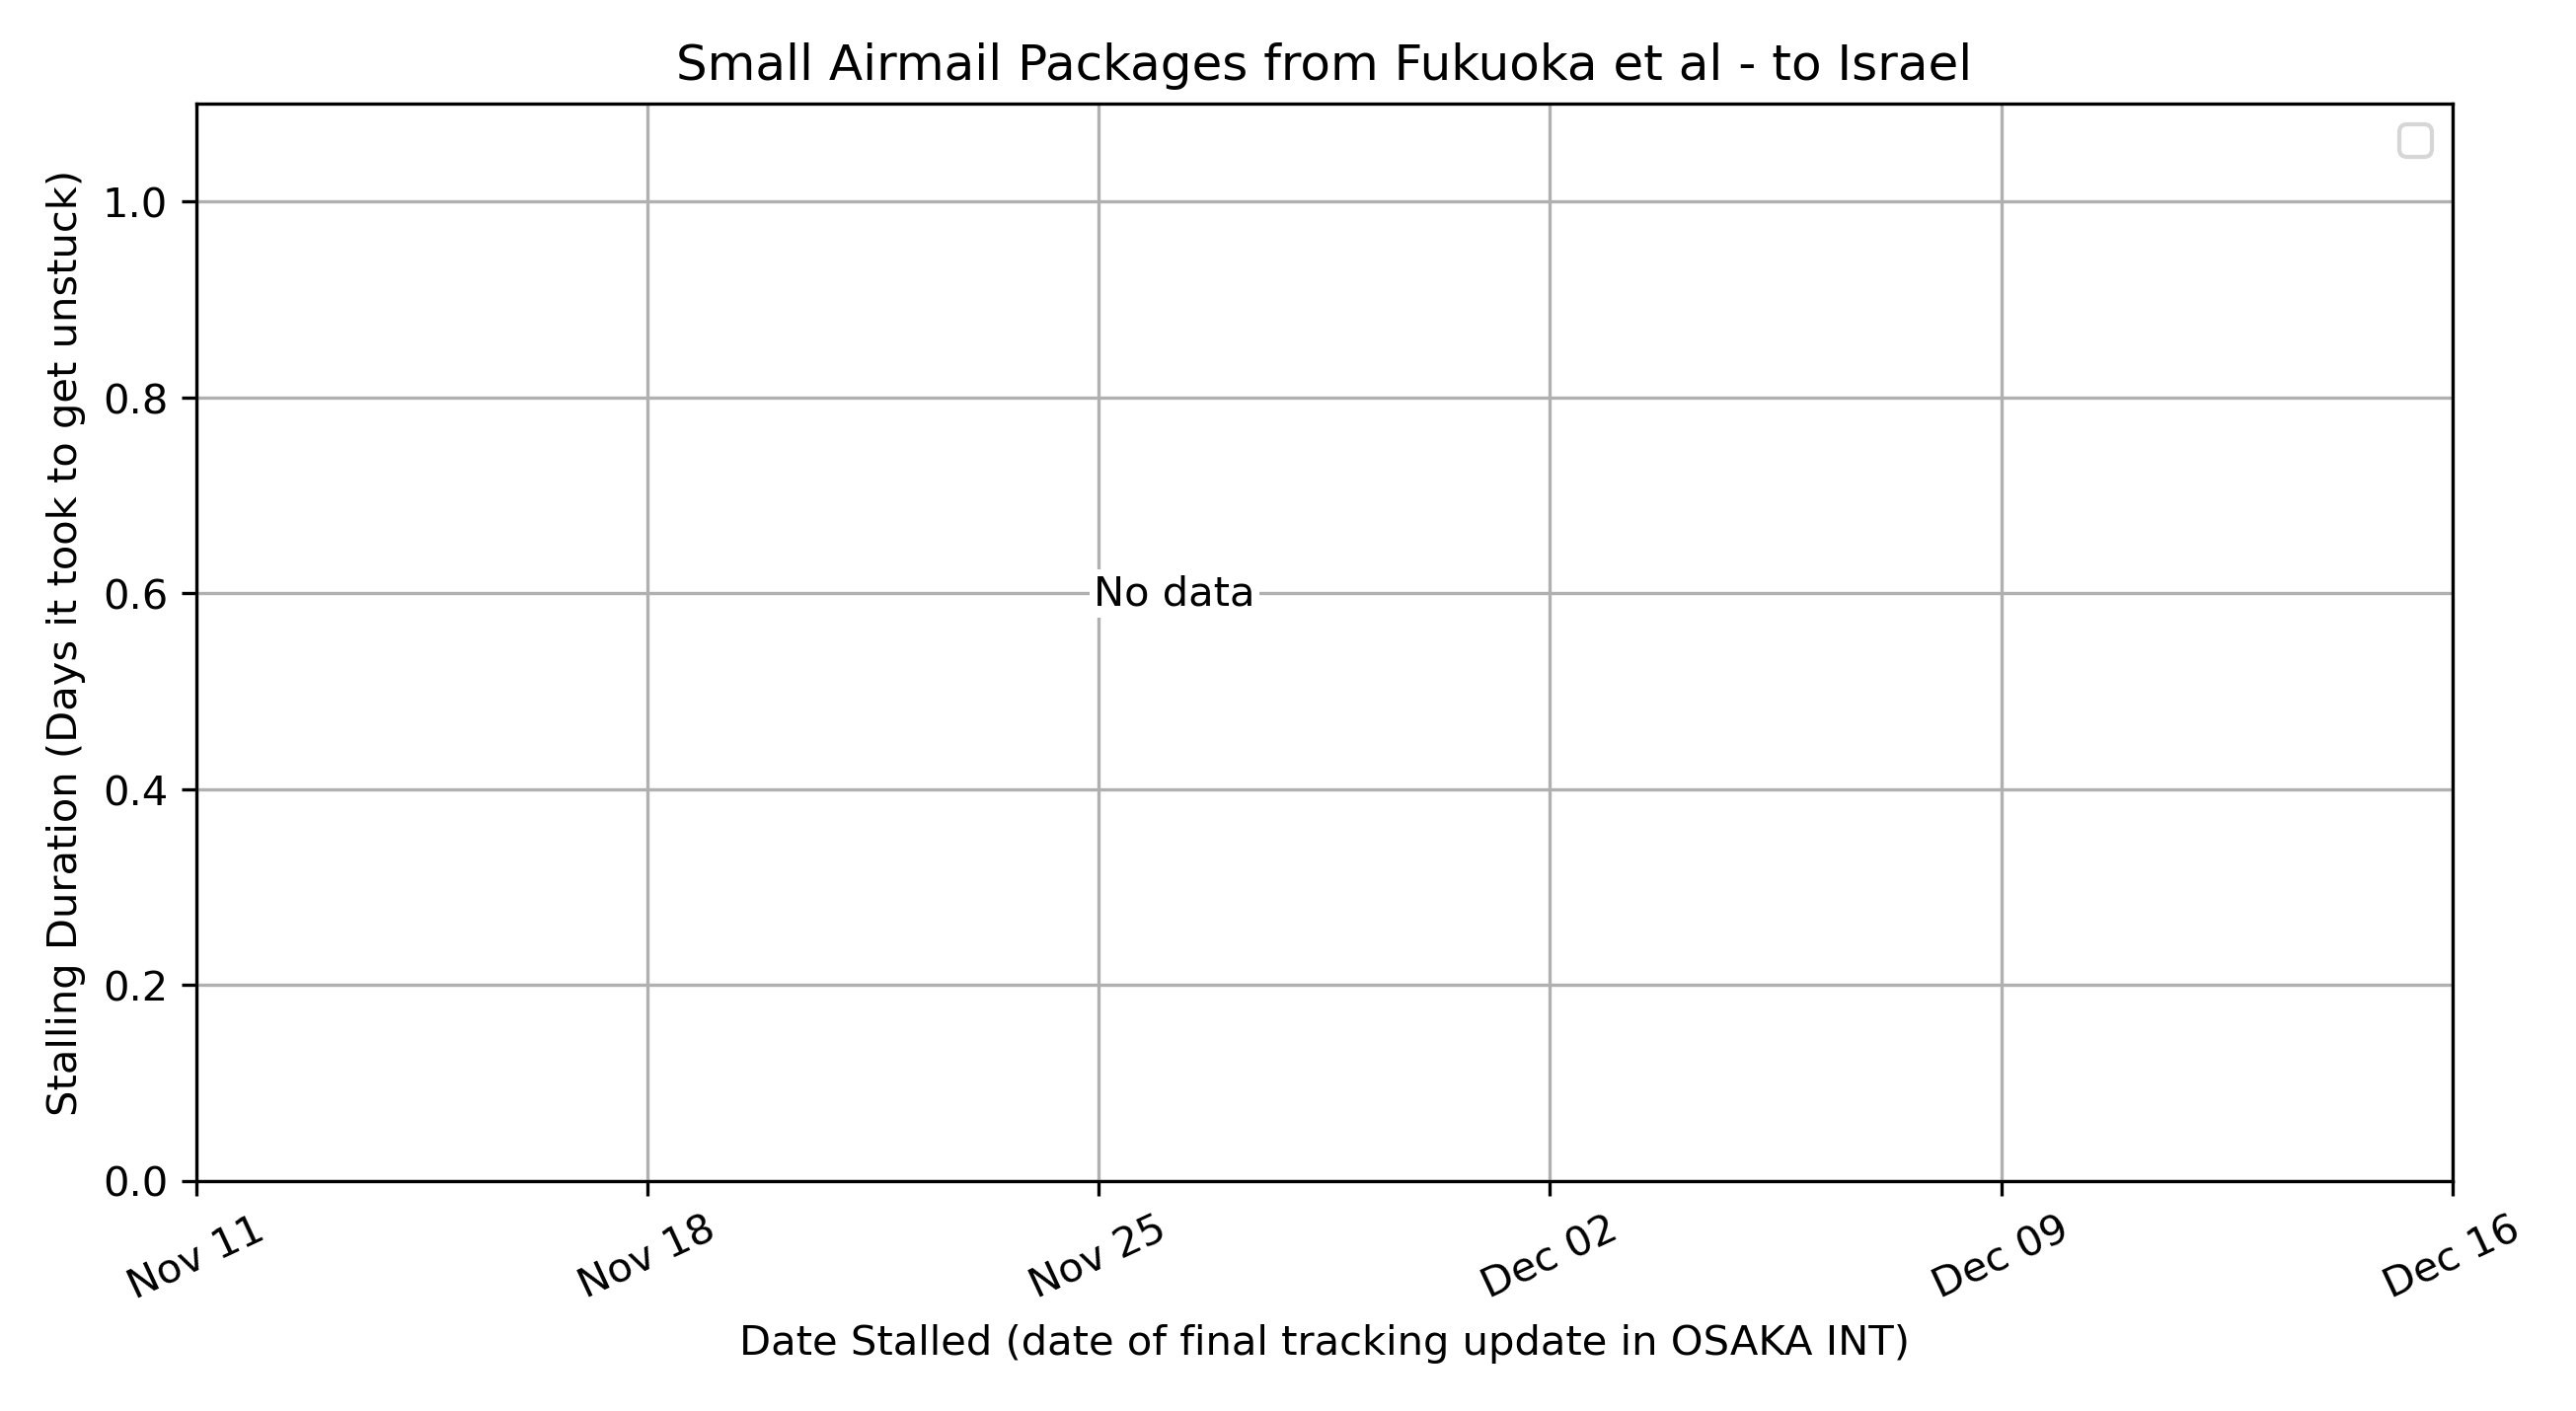 Small Airmail Packages from Fukuoka et al - to Israel
Stalling Duration (Days it took to get unstuck)
1.0
0.8
0.6
0.4
0.2
0.0
No data
Nov 11
Nov 18
Nov 25
Dec 02
Dec 09
Dec 16
Date Stalled (date of final tracking update in OSAKA INT)